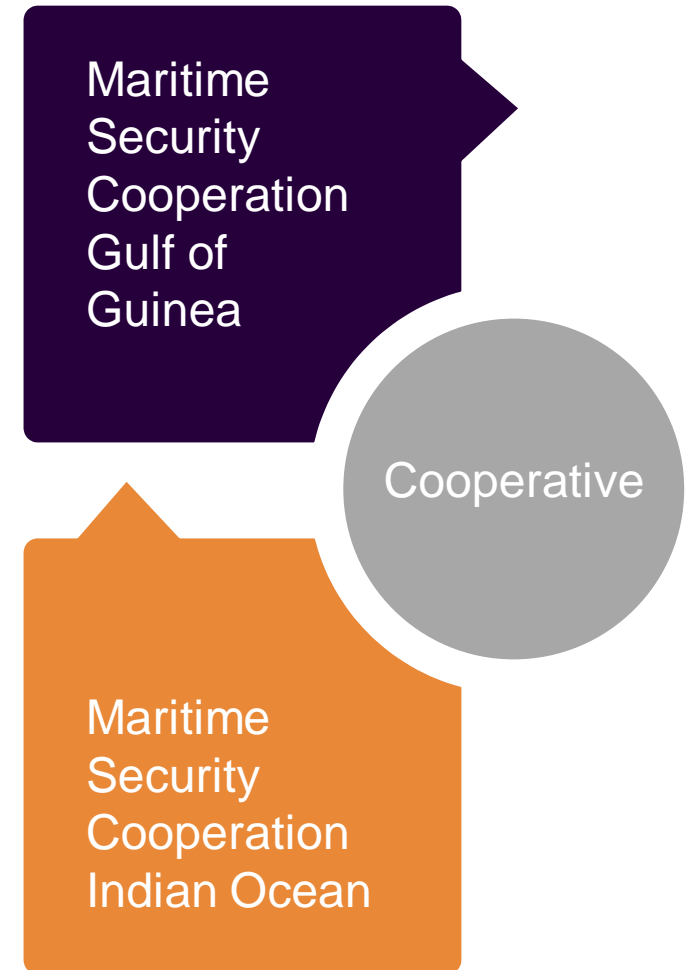 Maritime
Security
Cooperation
Gulf of
Guinea
Cooperative
Maritime
Security
Cooperation
Indian Ocean